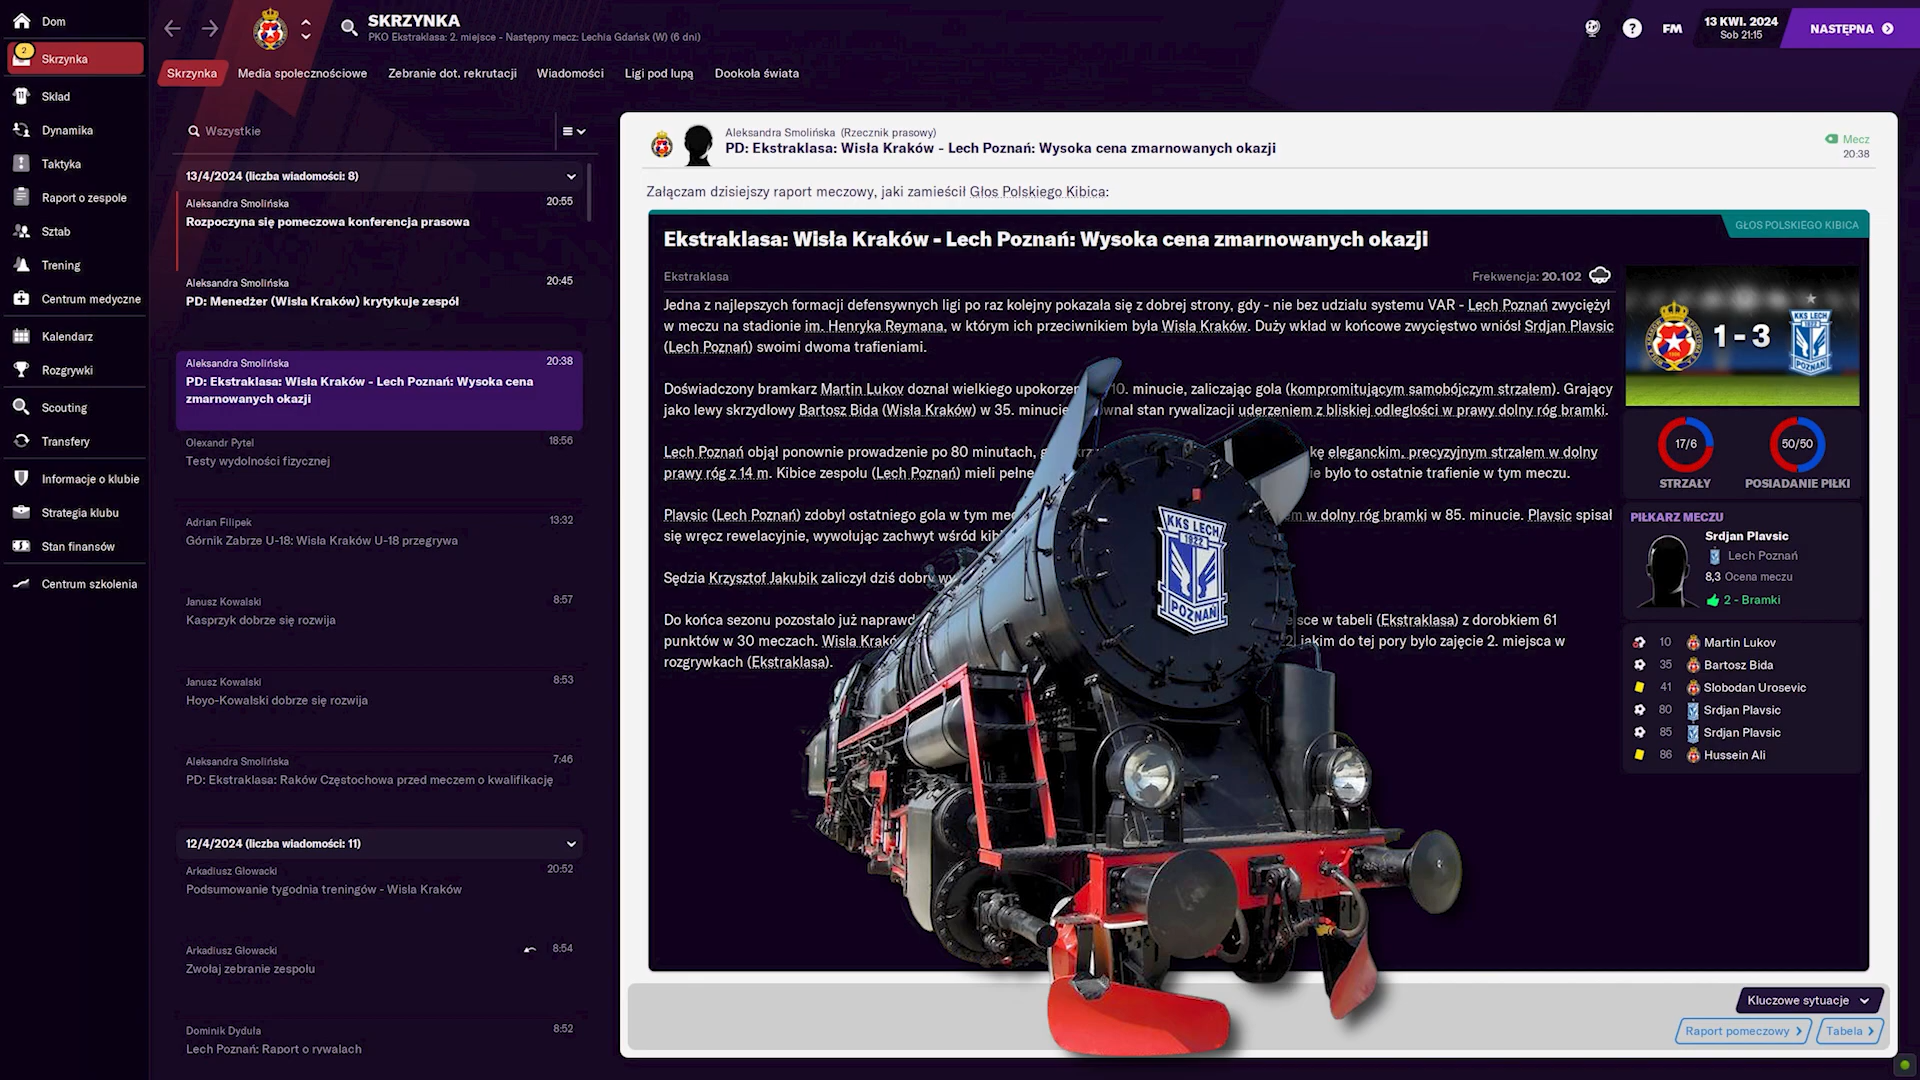 Dom
2
Skrzynka
Skład
Dynamika
Taktyka
Raport o zespole
Sztab
Trening
Centrum medyczne
Kalendarz
Rozgrywki
Scouting
Transfery
Informacje o klubie
Strategia klubu
Stan finansów
Centrum szkolenia
SKRZYNKA
PKO Ekstraklasa: 2. miejsce - Następny mecz: Lechia Gdańsk (W) (6 dni)
?
FM
13 KWI. 2024
Sob 21:15
NASTĘPNA
Skrzynka Media społecznościowe Zebranie dot. rekrutacji Wiadomości Ligi pod lupą Dookoła świata
Wszystkie
13/4/2024 (liczba wiadomości: 8)
Aleksandra Smolińska 20:55
Rozpoczyna się pomeczowa konferencja prasowa
Aleksandra Smolińska 20:45
PD: Menedżer (Wisła Kraków) krytykuje zespół
Aleksandra Smolińska 20:38
PD: Ekstraklasa: Wisła Kraków - Lech Poznań: Wysoka cena
zmarnowanych okazji
Olexandr Pytel 18:56
Testy wydolności fizycznej
Adrian Filipek 13:32
Górnik Zabrze U-18: Wisła Kraków U-18 przegrywa
Janusz Kowalski 8:57
Kasprzyk dobrze się rozwija
Janusz Kowalski 8:53
Hoyo-Kowalski dobrze się rozwija
Aleksandra Smolińska 7:46
PD: Ekstraklasa: Raków Częstochowa przed meczem o kwalifikację
12/4/2024 (liczba wiadomości: 11)
Arkadiusz Głowacki 20:52
Podsumowanie tygodnia treningów - Wisła Kraków
Arkadiusz Głowacki 8:54
Zwołaj zebranie zespołu
Dominik Dyduła 8:52
Lech Poznań: Raport o rywalach
Aleksandra Smolińska (Rzecznik prasowy)
PD: Ekstraklasa: Wisła Kraków - Lech Poznań: Wysoka cena zmarnowanych okazji
Mecz
20:38
Załączam dzisiejszy raport meczowy, jaki zamieścił Głos Polskiego Kibica:
GŁOS POLSKIEGO KIBICA
Ekstraklasa: Wisła Kraków - Lech Poznań: Wysoka cena zmarnowanych okazji
Ekstraklasa Frekwencja: 20.102
Jedna z najlepszych formacji defensywnych ligi po raz kolejny pokazała się z dobrej strony, gdy - nie bez udziału systemu VAR - Lech Poznań zwyciężył
w meczu na stadionie im. Henryka Reymana, w którym ich przeciwnikiem była Wisła Kraków. Duży wkład w końcowe zwycięstwo wniósł Srdjan Plavsic
(Lech Poznań) swoimi dwoma trafieniami.
Doświadczony bramkarz Martin Lukov doznał wielkiego 10. minucie, zaliczając gola (kompromitującym samobójczym strzałem). Grający
jako lewy skrzydłowy Bartosz Bida (Wisła Kraków) w 35. minucie stan rywalizacji uderzeniem z bliskiej odległości w prawy dolny róg bramki.
Lech Poznań objął ponownie prowadzenie po 80 minutach, eleganckim, precyzyjnym strzałem w dolny
prawy róg z 14 m. Kibice zespołu (Lech Poznań) mieli było to ostatnie trafienie w tym meczu.
Plavsic (Lech Poznań) zdobył ostatniego gola w tym w dolny róg bramki w 85. minucie. Plavsic spisał
się wręcz rewelacyjnie, wywołując zachwyt wśród
Sędzia Krzysztof Jakubik zaliczył dziś
Do końca sezonu pozostało już w tabeli (Ekstraklasa) z dorobkiem 61
punktów w 30 meczach. Wisła jakim do tej pory było zajęcie 2. miejsca w
rozgrywkach (Ekstraklasa).
KKS LECH
1922
POZNAŃ
1 - 3
KKS LECH
POZNAŃ
17/6 50/50
STRZAŁY POSIADANIE PIŁKI
PIŁKARZ MECZU
Srdjan Plavsic
Lech Poznań
8,3 Ocena meczu
2 - Bramki
10 Martin Lukov
35 Bartosz Bida
41 Slobodan Urosevic
80 Srdjan Plavsic
85 Srdjan Plavsic
86 Hussein Ali
Kluczowe sytuacje
Raport pomeczowy Tabela